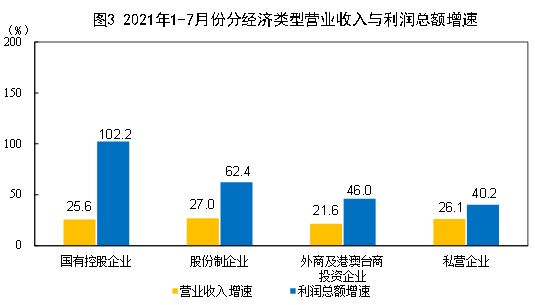 图3 2021年1-7月份分经济类型营业收入与利润总额增速
(%)
200
150
100
50
0
25.6
102.2
27.0
62.4
21.6
46.0
26.1
40.2
国有控股企业
股份制企业
外商及港澳台商
投资企业
私营企业
营业收入增速
利润总额增速